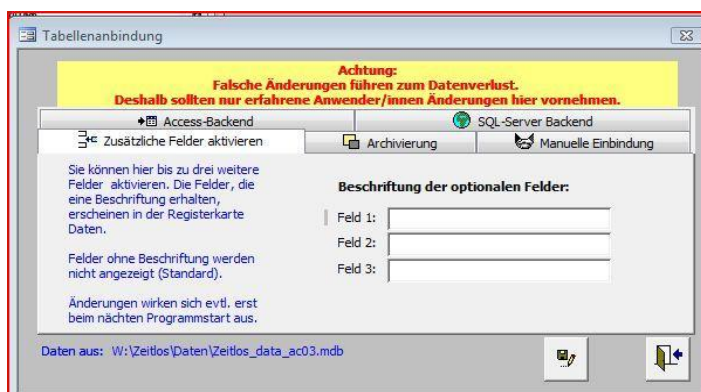 Tabellenanbindung
Achtung:
Falsche Änderungen führen zum Datenverlust.
Deshalb sollten nur erfahrene Anwender/innen Änderungen hier vornehmen.
Access-Backend
SQL-Server Backend
Zusätzliche Felder aktivieren
Archivierung
Manuelle Einbindung
Sie können hier bis zu drei weitere
Felder aktivieren. Die Felder, die
eine Beschriftung erhalten,
erscheinen in der Registerkarte
Daten.
Felder ohne Beschriftung werden
nicht angezeigt (Standard).
Änderungen wirken sich evtl. erst
beim nächten Programmstart aus.
Beschriftung der optionalen Felder:
Feld 1:
Feld 2:
Feld 3:
Daten aus: W:\Zeitlos\Daten\Zeitlos_data_ac03.mdb